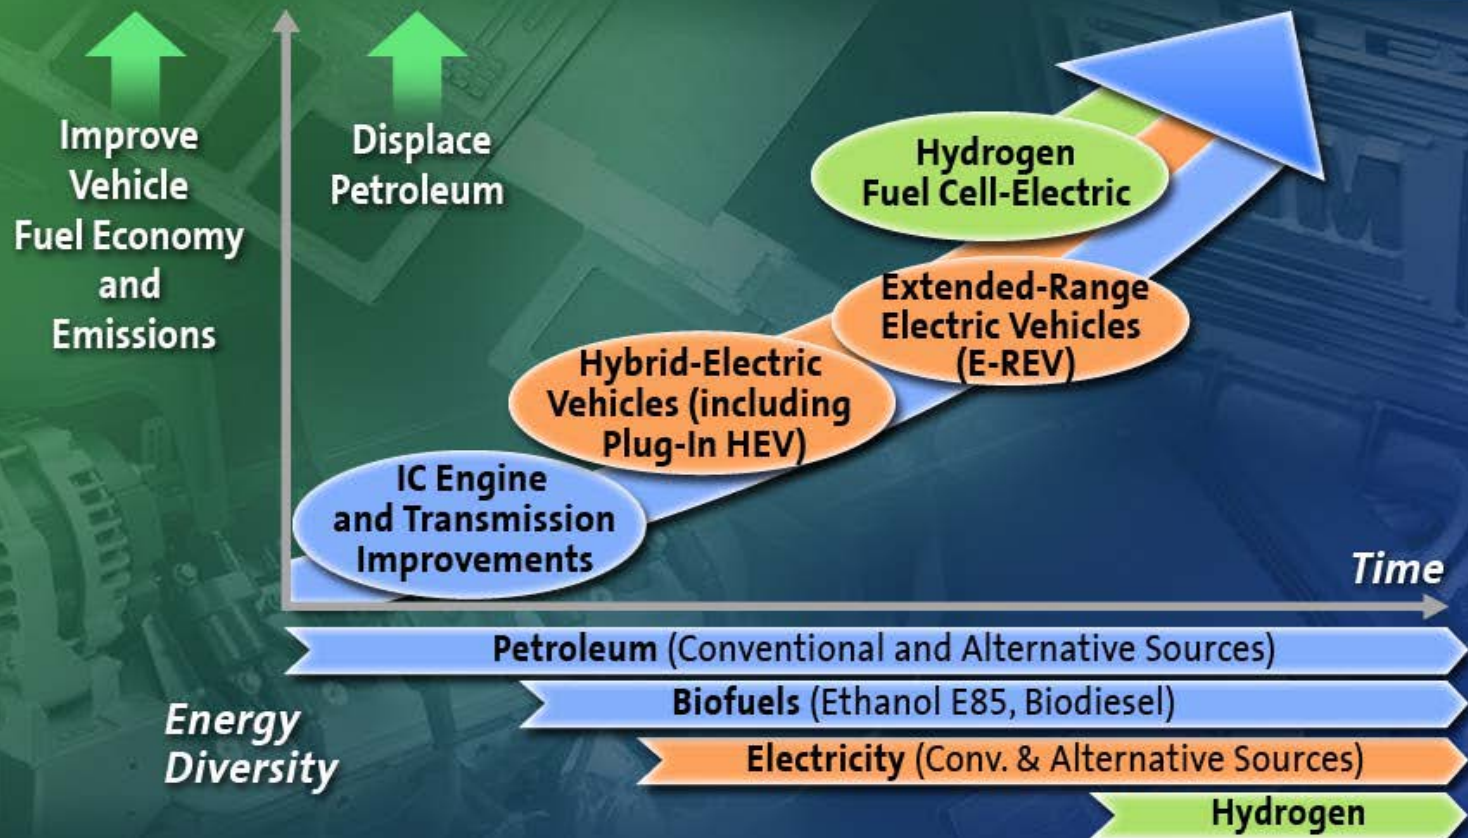 Improve
Vehicle
Fuel Economy
and
Emissions
Displace
Petroleum
Hydrogen
Fuel Cell-Electric
Extended-Range
Electric Vehicles
(E-REV)
Hybrid-Electric
Vehicles (including
Plug-In HEV)
IC Engine
and Transmission
Improvements
Time
Energy
Diversity
Petroleum (Conventional and Alternative Sources)
Biofuels (Ethanol E85, Biodiesel)
Electricity (Conv. & Alternative Sources)
Hydrogen